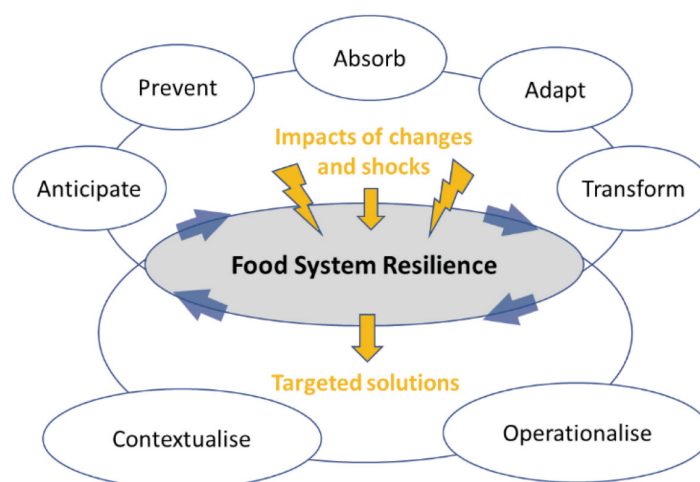 Absorb
Prevent
Adapt
Impacts of changes
and shocks
Anticipate
Transform
Food System Resilience
Targeted solutions
Contextualise
Operationalise